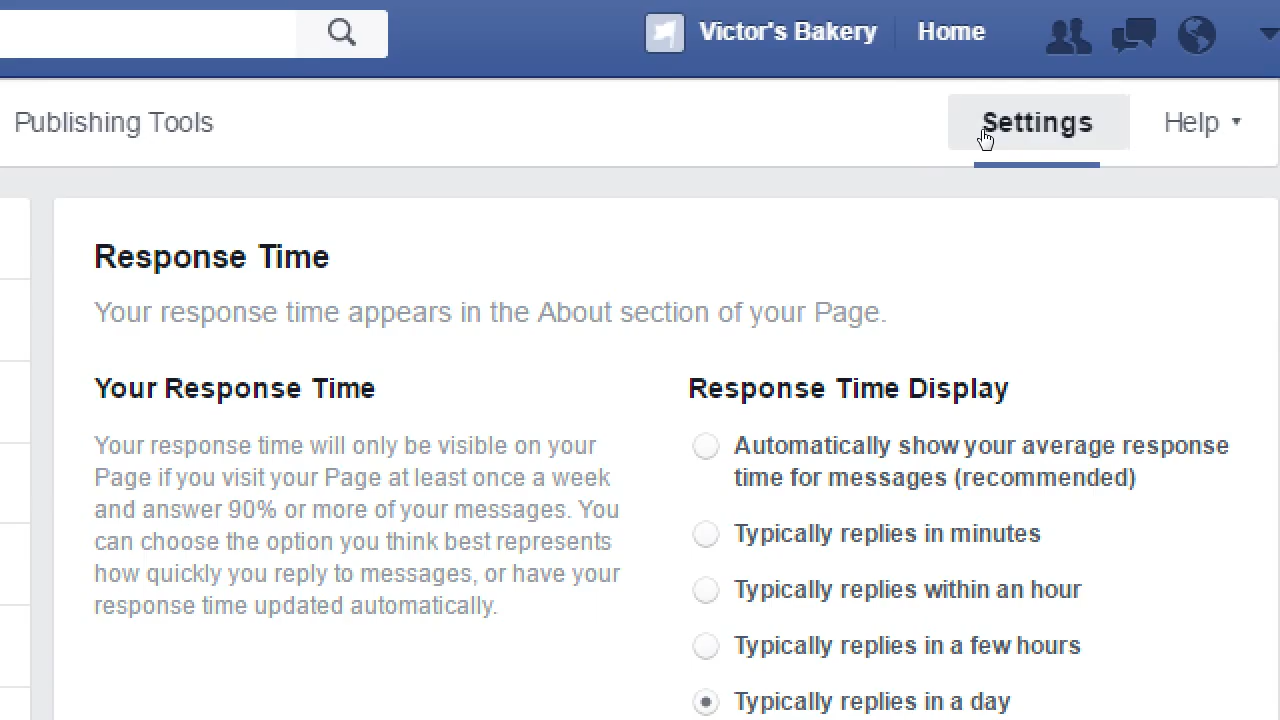 Victor's Bakery Home
Publishing Tools Settings Help
Response Time
Your response time appears in the About section of your Page.
Your Response Time
Your response time will only be visible on your
Page if you visit your Page at least once a week
and answer 90% or more of your messages. You
can choose the option you think best represents
how quickly you reply to messages, or have your
response time updated automatically.
Response Time Display
Automatically show your average response
time for messages (recommended)
Typically replies in minutes
Typically replies within an hour
Typically replies in a few hours
Typically replies in a day